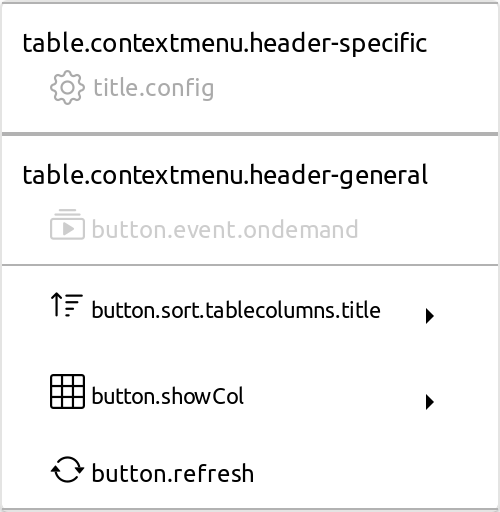 table.contextmenu.header-specific
title.config
table.contextmenu.header-general
button.event.ondemand
button.sort.tablecolumns.title
button.showCol
button.refresh